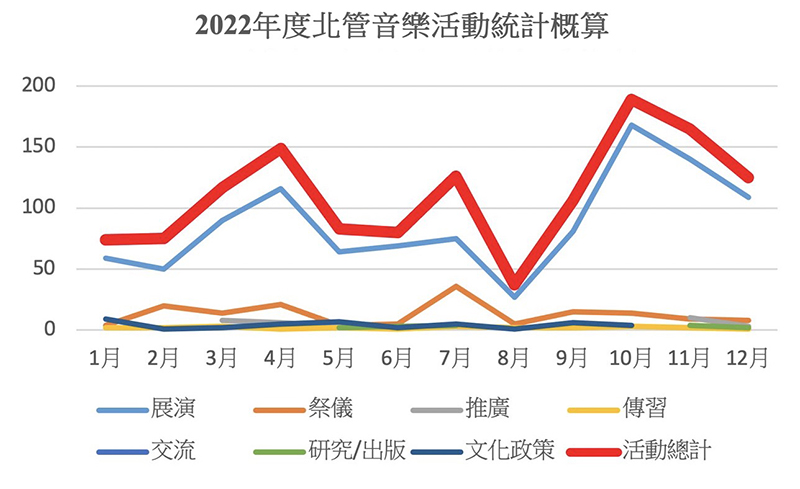 2022年度北管音樂活動統計概算
200
150
100
50
0
1月 2月 3月 4月 5月 6月 7月 8月 9月 10月 11月 12月
展演 祭儀 推廣 傳習
交流 研究/出版 文化政策 活動總計